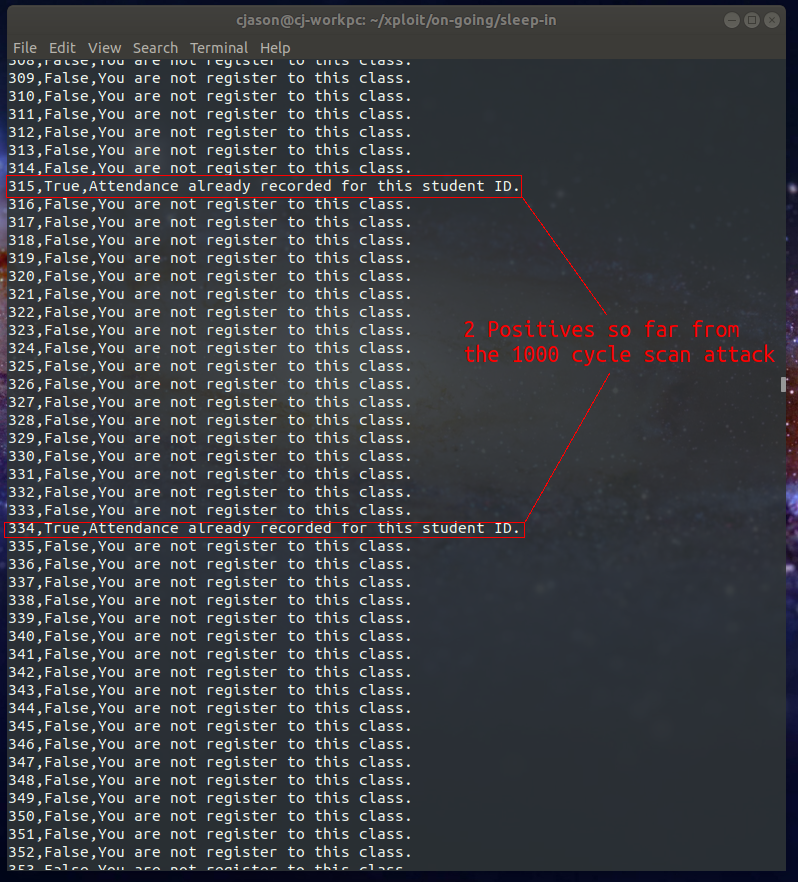 cjason@cj-workpc: ~/xploit/on-going/sleep-in
File Edit View Search Terminal Help
308,False,You are not register to this class.
309,False,You are not register to this class.
310,False,You are not register to this class.
311,False,You are not register to this class.
312,False,You are not register to this class.
313,False,You are not register to this class.
314,False,You are not register to this class.
315,True,Attendance already recorded for this student ID.
316,False,You are not register to this class.
317,False,You are not register to this class.
318,False,You are not register to this class.
319,False,You are not register to this class.
320,False,You are not register to this class.
321,False,You are not register to this class.
322,False,You are not register to this class.
323,False,You are not register to this class.
2 Positives so far from
324,False,You are not register to this class.
the 1000 cycle scan attack
325,False,You are not register to this class.
326,False,You are not register to this class.
327,False,You are not register to this class.
328,False,You are not register to this class.
329,False,You are not register to this class.
330,False,You are not register to this class.
331,False,You are not register to this class.
332,False,You are not register to this class.
333,False,You are not register to this class.
334,True,Attendance already recorded for this student ID.
335,False,You are not register to this class.
336,False,You are not register to this class.
337,False,You are not register to this class.
338,False,You are not register to this class.
339,False,You are not register to this class.
340,False,You are not register to this class.
341,False,You are not register to this class.
342,False,You are not register to this class.
343,False,You are not register to this class.
344,False,You are not register to this class.
345,False,You are not register to this class.
346,False,You are not register to this class.
347,False,You are not register to this class.
348,False,You are not register to this class.
349,False,You are not register to this class.
350,False,You are not register to this class.
351,False,You are not register to this class.
352,False,You are not register to this class.
353,False,You are not register to this class.